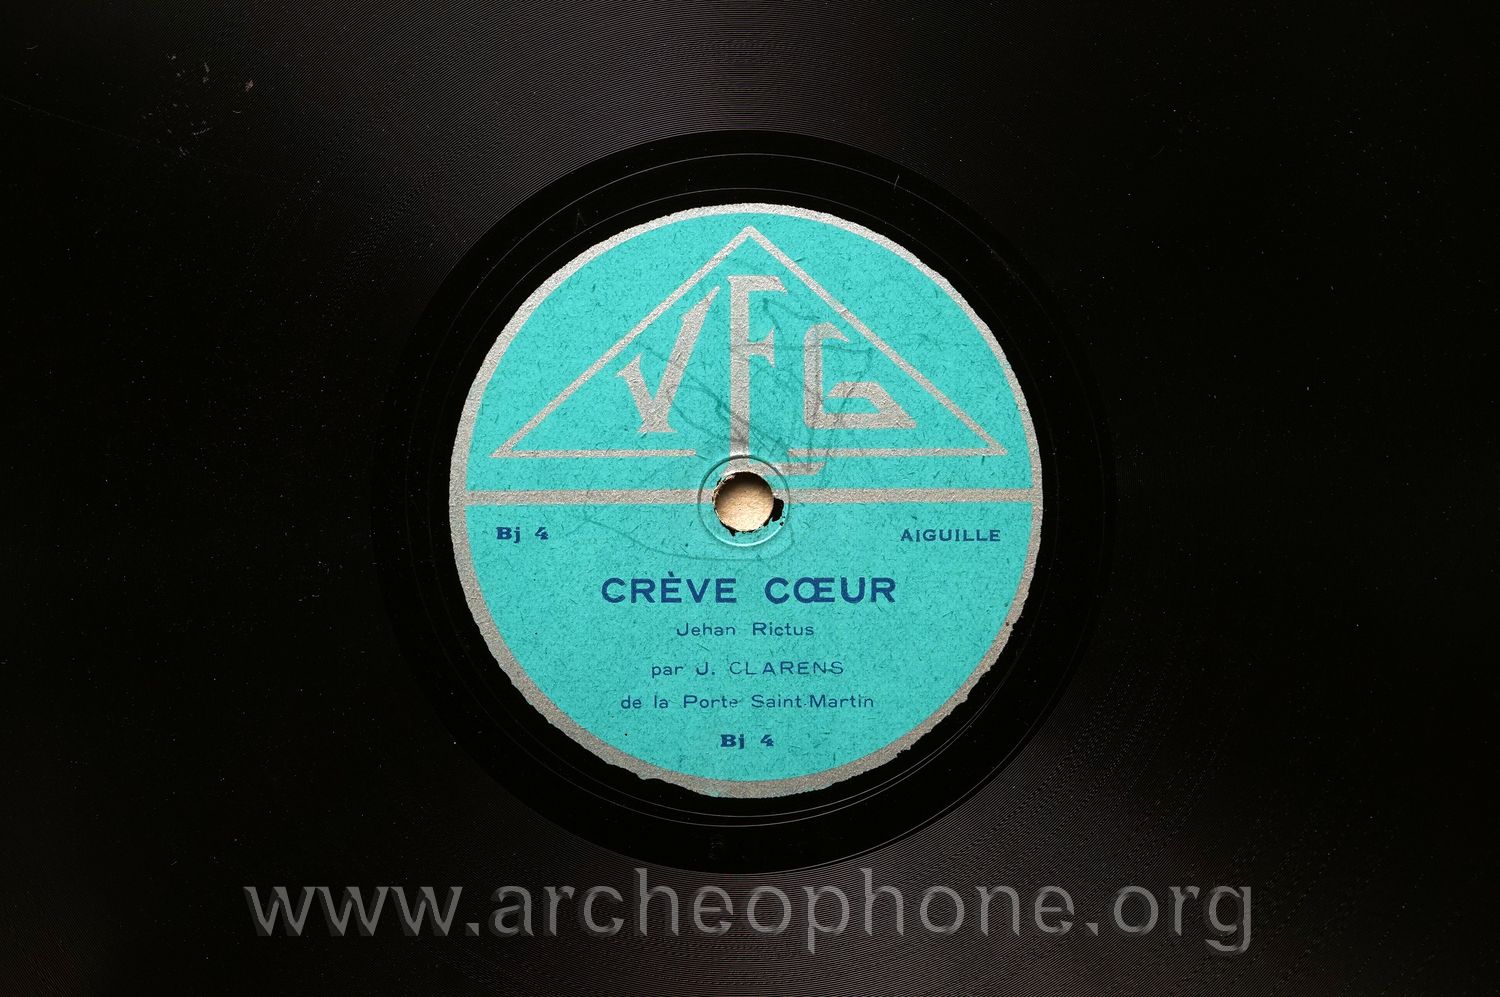 VFG
Bj 4
AIGUILLE
CRÈVE CŒUR
Jehan Rictus
par J. CLARENS
de la Porte Saint-Martin
Bj 4
www.archeophone.org